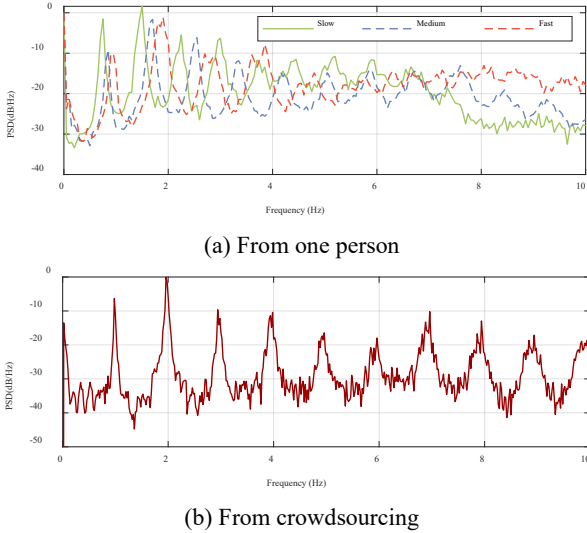 0
Slow Medium Fast
-10
-20
-30
-40
PSD(dBHz)
0 2 4 6 8 10
Frequency (Hz)
(a) From one person
0
-10
-20
-30
-40
-50
PSD(dB/Hz)
0 2 4 6 8 10
Frequency (Hz)
(b) From crowdsourcing